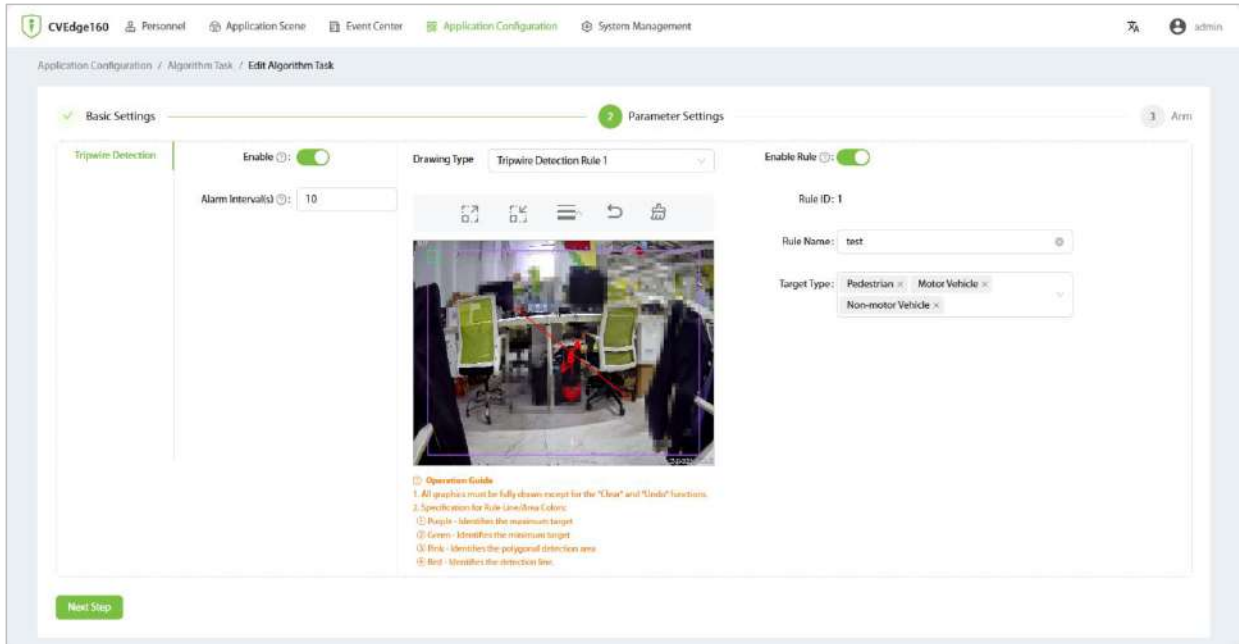 CVEdge160 Personnel Application Scene Event Center Application Configuration System Management admin
Application Configuration / Algorithm Task / Edit Algorithm Task
Basic Settings 2 Parameter Settings 3 Arm
Tripwire Detection
Enable ?:
Alarm Interval(s) ?: 10
Drawing Type Tripwire Detection Rule 1
Enable Rule ?:
Rule ID: 1
Rule Name: test
Target Type: Pedestrian × Motor Vehicle ×
Non-motor Vehicle ×
Operation Guide
1. All graphics must be fully drawn except for the "Clear" and "Undo" functions.
2. Specification for Rule Line/Area Colors:
① Purple - Identifies the maximum target
② Green - Identifies the minimum target
③ Pink - Identifies the polygonal detection area
④ Red - Identifies the detection line.
Next Step